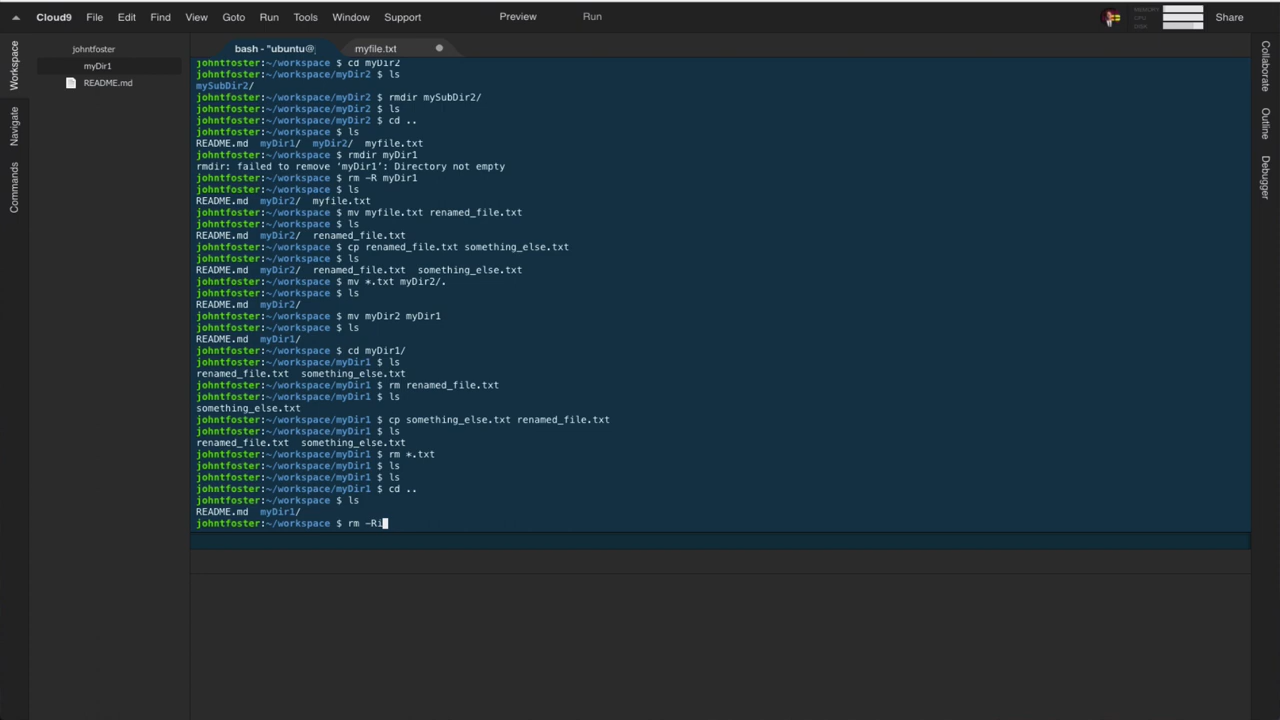 Cloud9 File Edit Find View Goto Run Tools Window Support Preview Run MEMORY CPU DISK Share
Workspace
Navigate
Commands
johntfoster
myDir1
README.md
bash - "ubuntu@ myfile.txt
johntfoster:~/workspace $ cd myDir2
johntfoster:~/workspace/myDir2 $ ls
mySubDir2/
johntfoster:~/workspace/myDir2 $ rmdir mySubDir2/
johntfoster:~/workspace/myDir2 $ ls
johntfoster:~/workspace/myDir2 $ cd ..
johntfoster:~/workspace $ ls
README.md myDir1/ myDir2/ myfile.txt
johntfoster:~/workspace $ rmdir myDir1
rmdir: failed to remove ‘myDir1’: Directory not empty
johntfoster:~/workspace $ rm -R myDir1
johntfoster:~/workspace $ ls
README.md myDir2/ myfile.txt
johntfoster:~/workspace $ mv myfile.txt renamed_file.txt
johntfoster:~/workspace $ ls
README.md myDir2/ renamed_file.txt
johntfoster:~/workspace $ cp renamed_file.txt something_else.txt
johntfoster:~/workspace $ ls
README.md myDir2/ renamed_file.txt something_else.txt
johntfoster:~/workspace $ mv *.txt myDir2/.
johntfoster:~/workspace $ ls
README.md myDir2/
johntfoster:~/workspace $ mv myDir2 myDir1
johntfoster:~/workspace $ ls
README.md myDir1/
johntfoster:~/workspace $ cd myDir1/
johntfoster:~/workspace/myDir1 $ ls
renamed_file.txt something_else.txt
johntfoster:~/workspace/myDir1 $ rm renamed_file.txt
johntfoster:~/workspace/myDir1 $ ls
something_else.txt
johntfoster:~/workspace/myDir1 $ cp something_else.txt renamed_file.txt
johntfoster:~/workspace/myDir1 $ ls
renamed_file.txt something_else.txt
johntfoster:~/workspace/myDir1 $ rm *.txt
johntfoster:~/workspace/myDir1 $ ls
johntfoster:~/workspace/myDir1 $ ls
johntfoster:~/workspace/myDir1 $ cd ..
johntfoster:~/workspace $ ls
README.md myDir1/
johntfoster:~/workspace $ rm -Ri
Collaborate
Outline
Debugger